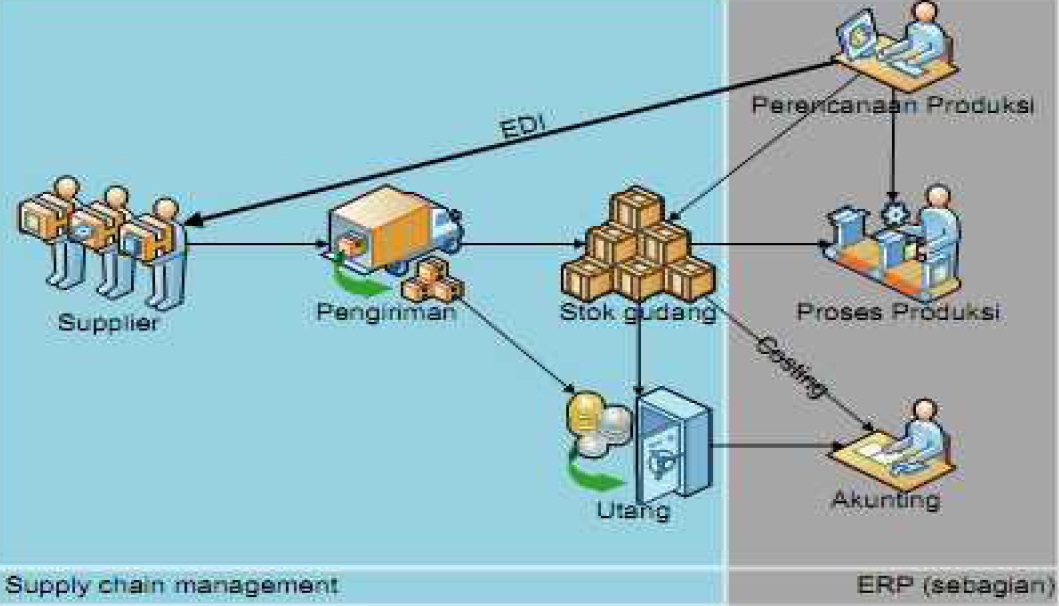 Perencanaan Produksi
EDI
Supplier
Pengiriman
Stok gudang
Proses Produksi
Costing
Utang
Akunting
Supply chain management
ERP (sebagian)